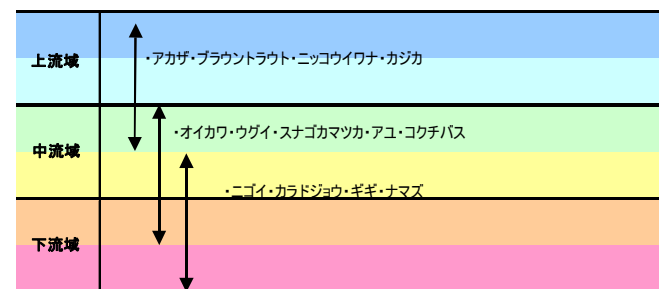 上流域
・アカザ・ブラウントラウト・ニッコウイワナ・カジカ
・オイカワ・ウグイ・スナゴカマツカ・アユ・コクチバス
中流域
・ニゴイ・カラドジョウ・ギギ・ナマズ
下流域